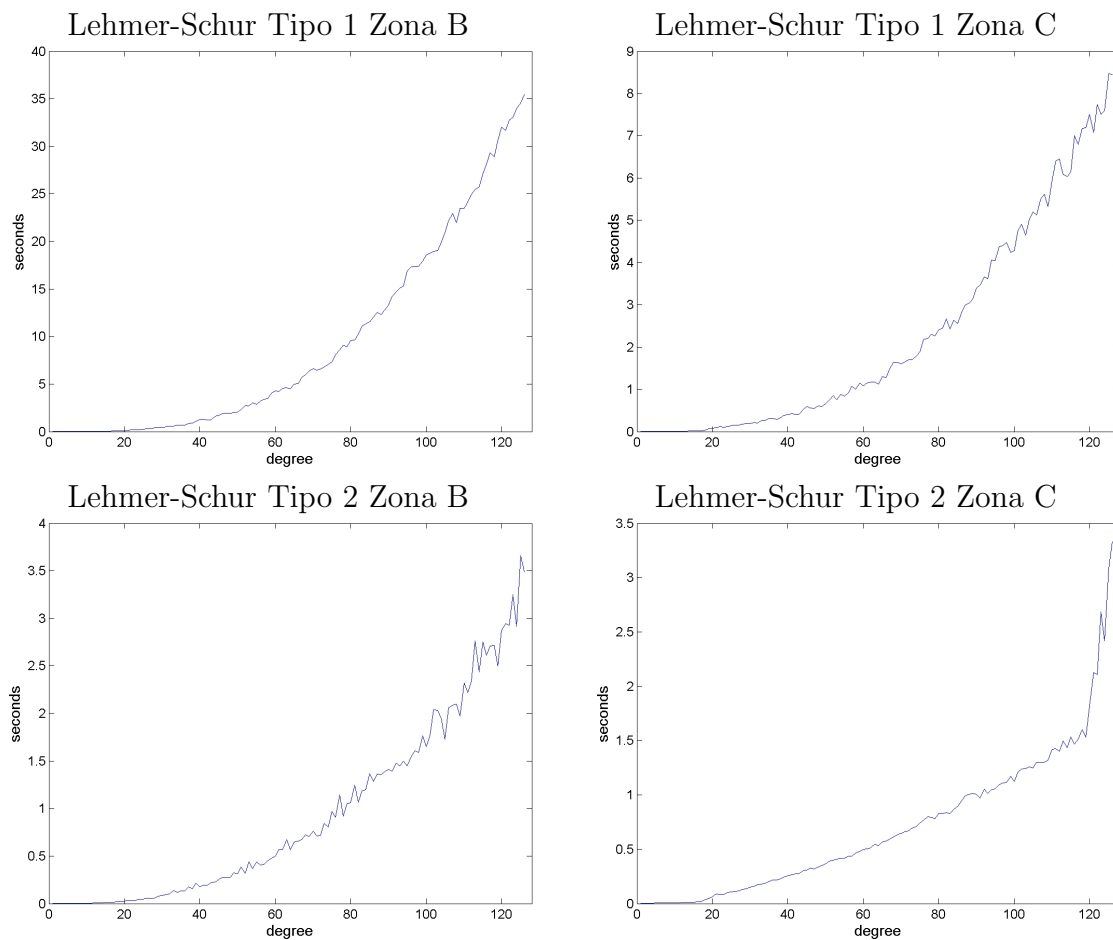 Lehmer-Schur Tipo 1 Zona B
40
35
30
25
20
15
10
5
0
seconds
0 20 40 60 80 100 120
degree
Lehmer-Schur Tipo 1 Zona C
9
8
7
6
5
4
3
2
1
0
seconds
0 20 40 60 80 100 120
degree
Lehmer-Schur Tipo 2 Zona B
4
3.5
3
2.5
2
1.5
1
0.5
0
seconds
0 20 40 60 80 100 120
degree
Lehmer-Schur Tipo 2 Zona C
3.5
3
2.5
2
1.5
1
0.5
0
seconds
0 20 40 60 80 100 120
degree